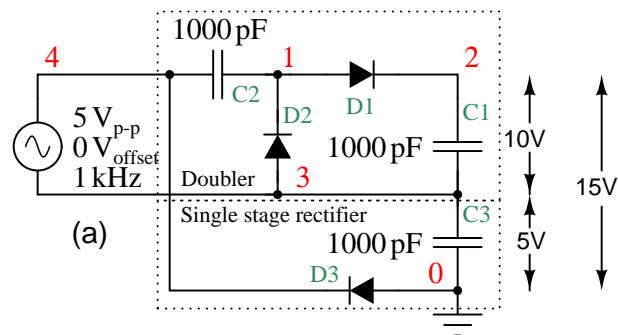 1000 pF
4
1
2
C2
D1
C1
D2
5 Vp-p
0 Voffset
1 kHz
1000 pF
10V
15V
Doubler
3
Single stage rectifier
(a)
C3
1000 pF
5V
D3
0